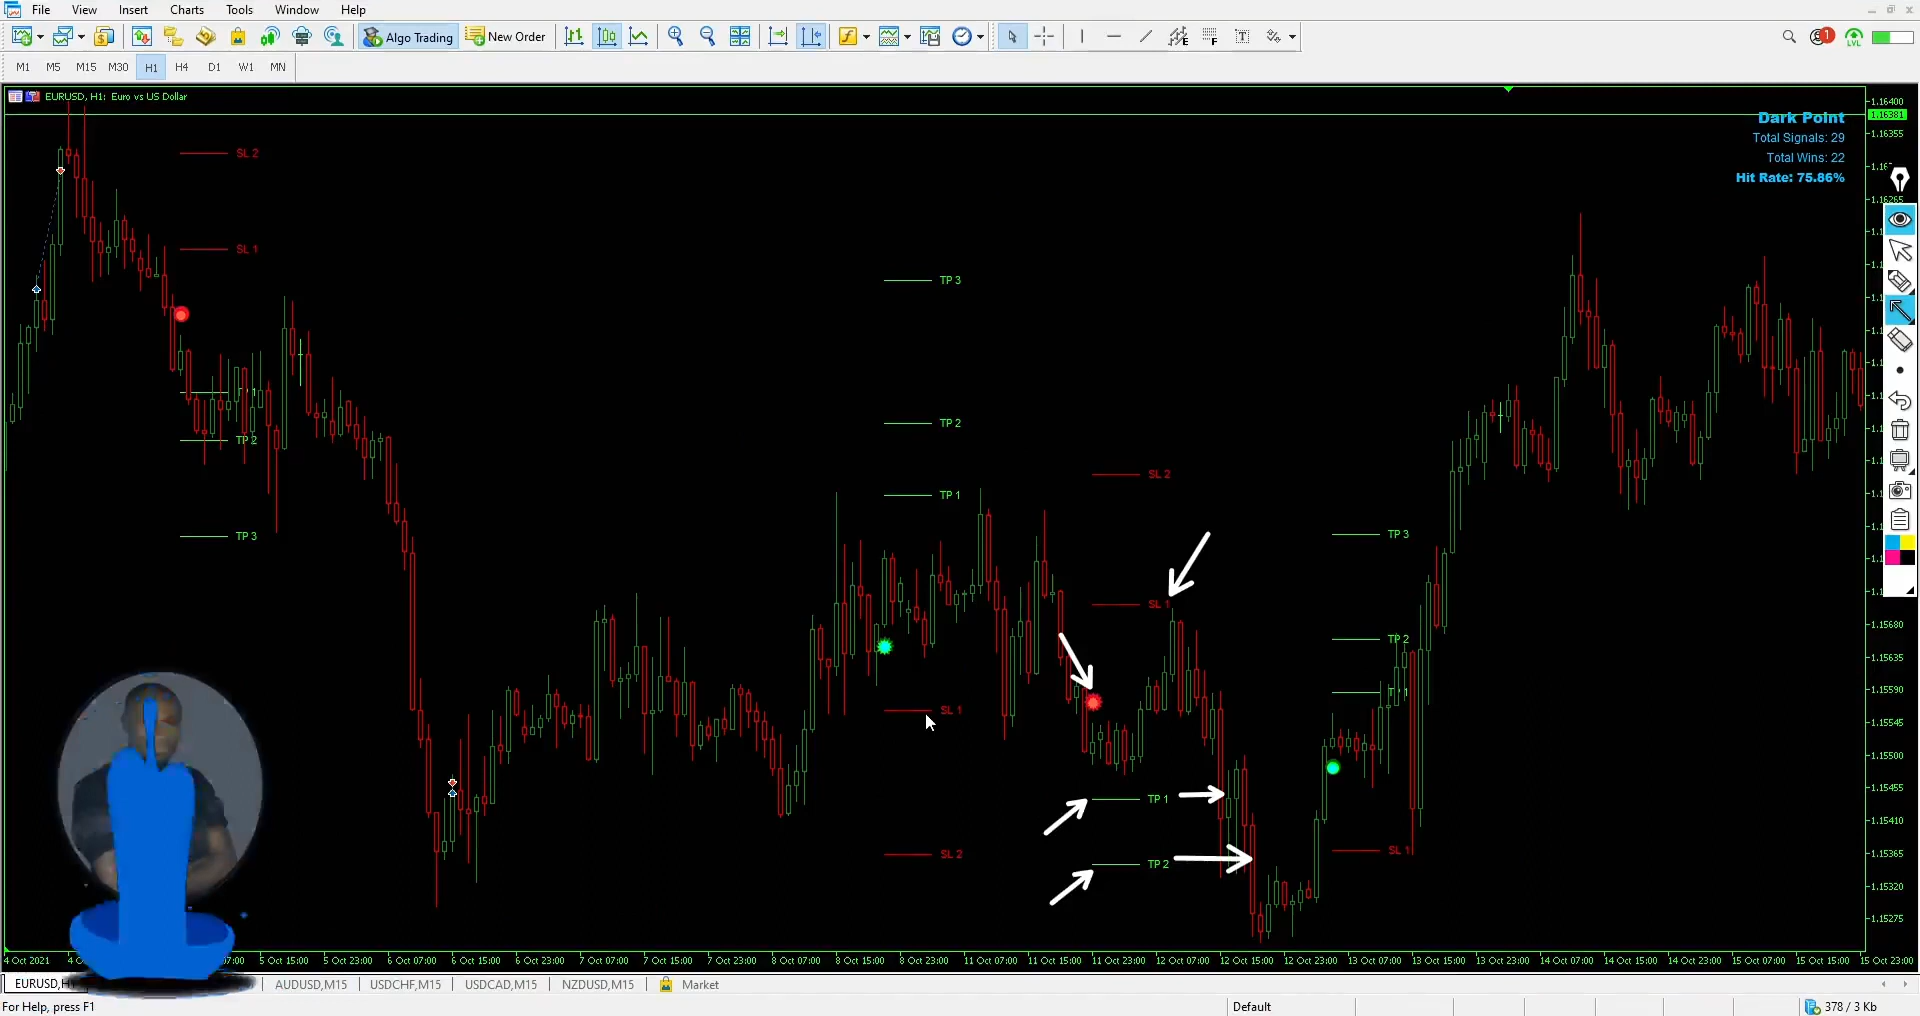 File View Insert Charts Tools Window Help
Algo Trading New Order
1
LVL
M1 M5 M15 M30 H1 H4 D1 W1 MN
EURUSD, H1: Euro vs US Dollar
1.16400
1.16381
Dark Point
1.16355
Total Signals: 29
Total Wins: 22
Hit Rate: 75.86%
1.16265
SL 2
SL 1
TP 2
TP 3
TP 3
TP 2
TP 1
SL 1
SL 2
SL 2
SL 1
TP 1
TP 2
TP 3
TP 2
SL 1
1.15680
1.15635
1.15590
1.15545
1.15500
1.15455
1.15410
1.15365
1.15320
1.15275
4 Oct 2021 5 Oct 15:00 5 Oct 23:00 6 Oct 07:00 6 Oct 15:00 6 Oct 23:00 7 Oct 07:00 7 Oct 15:00 7 Oct 23:00 8 Oct 07:00 8 Oct 15:00 8 Oct 23:00 11 Oct 07:00 11 Oct 15:00 11 Oct 23:00 12 Oct 07:00 12 Oct 15:00 12 Oct 23:00 13 Oct 07:00 13 Oct 15:00 13 Oct 23:00 14 Oct 07:00 14 Oct 15:00 14 Oct 23:00 15 Oct 07:00 15 Oct 15:00 15 Oct 23:00
AUDUSD,M15 USDCHF,M15 USDCAD,M15 NZDUSD,M15 Market
For Help, press F1 Default 378 / 3 Kb